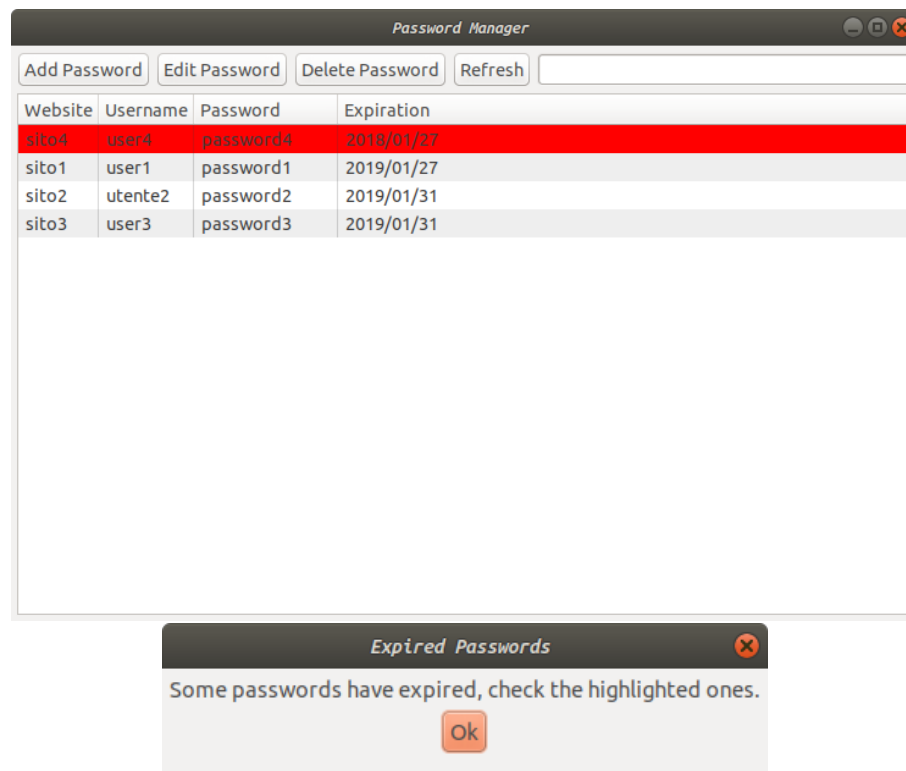 Password Manager
Add Password Edit Password Delete Password Refresh
Website Username Password Expiration
sito4 user4 password4 2018/01/27
sito1 user1 password1 2019/01/27
sito2 utente2 password2 2019/01/31
sito3 user3 password3 2019/01/31
Expired Passwords
Some passwords have expired, check the highlighted ones.
Ok